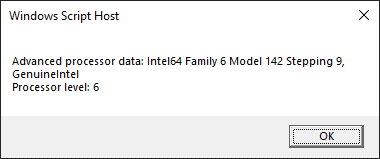 Windows Script Host
Advanced processor data: Intel64 Family 6 Model 142 Stepping 9,
GenuineIntel
Processor level: 6
OK